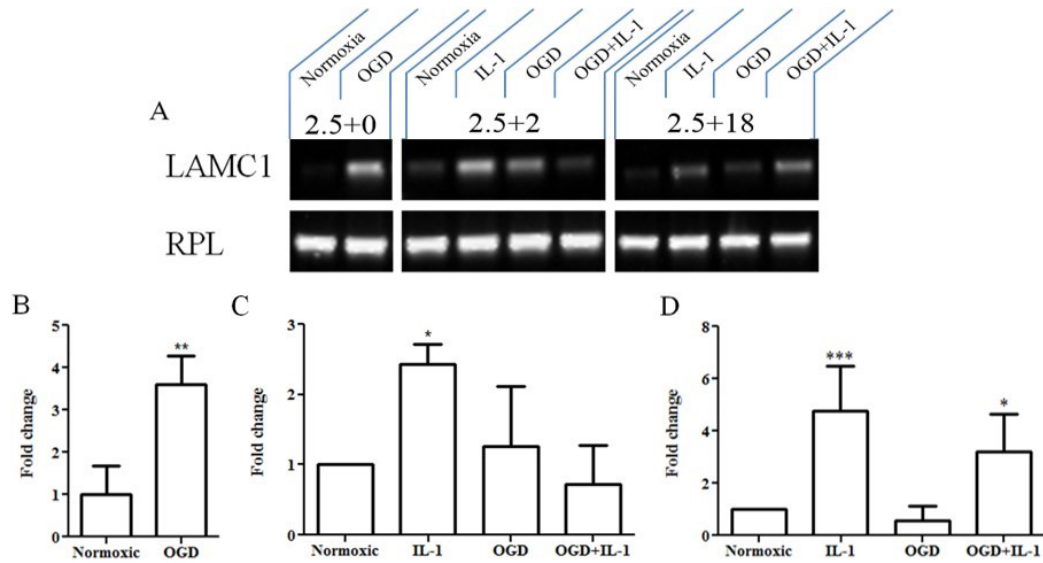 Normoxia OGD Normoxia IL-1 OGD OGD+IL-1 Normoxia IL-1 OGD OGD+IL-1
A
2.5+0 2.5+2 2.5+18
LAMC1
RPL
B
5
4
3
2
1
0
Fold change
**
Normoxic OGD
C
3
2
1
0
Fold change
*
Normoxic IL-1 OGD OGD+IL-1
D
8
6
4
2
0
Fold change
***
*
Normoxic IL-1 OGD OGD+IL-1